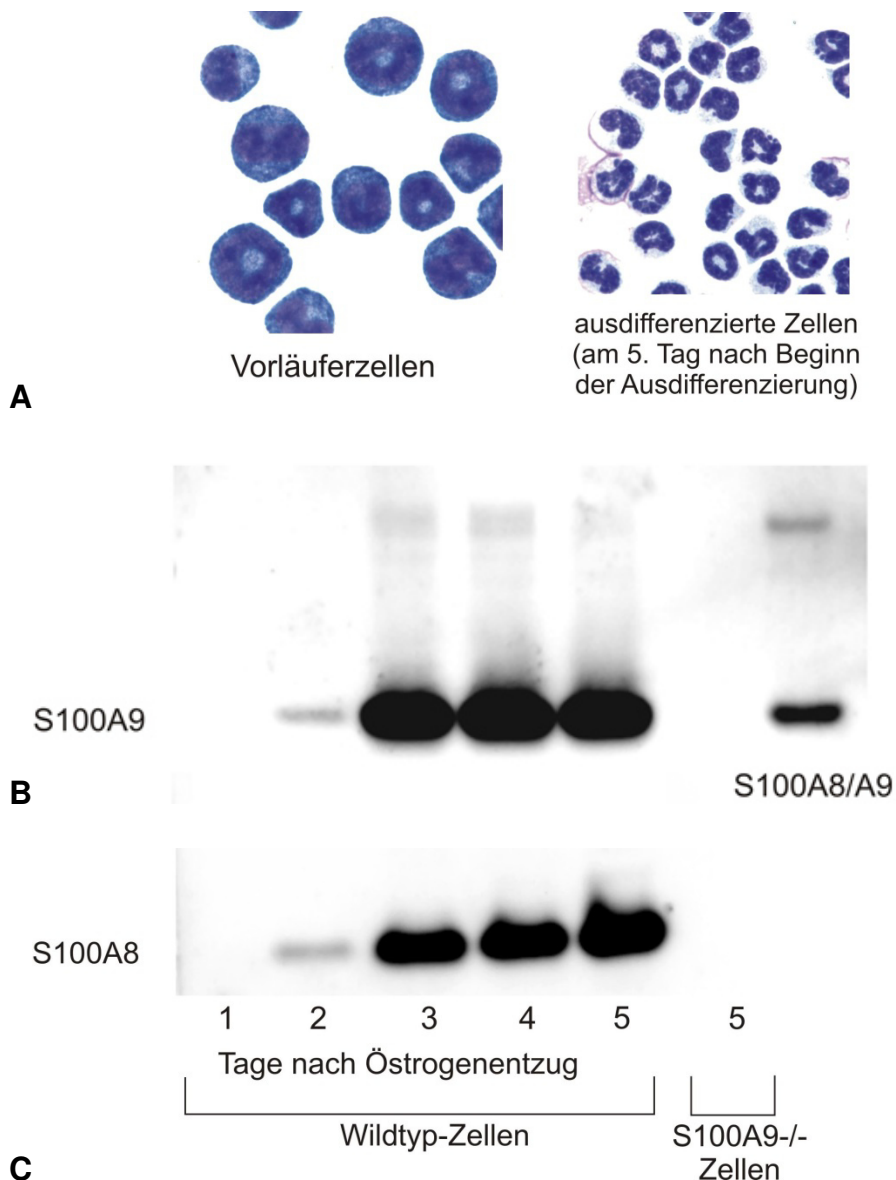 Vorläuferzellen
ausdifferenzierte Zellen
(am 5. Tag nach Beginn
der Ausdifferenzierung)
A
S100A9
S100A8/A9
B
S100A8
1 2 3 4 5 5
Tage nach Östrogenentzug
Wildtyp-Zellen
S100A9-/-
Zellen
C